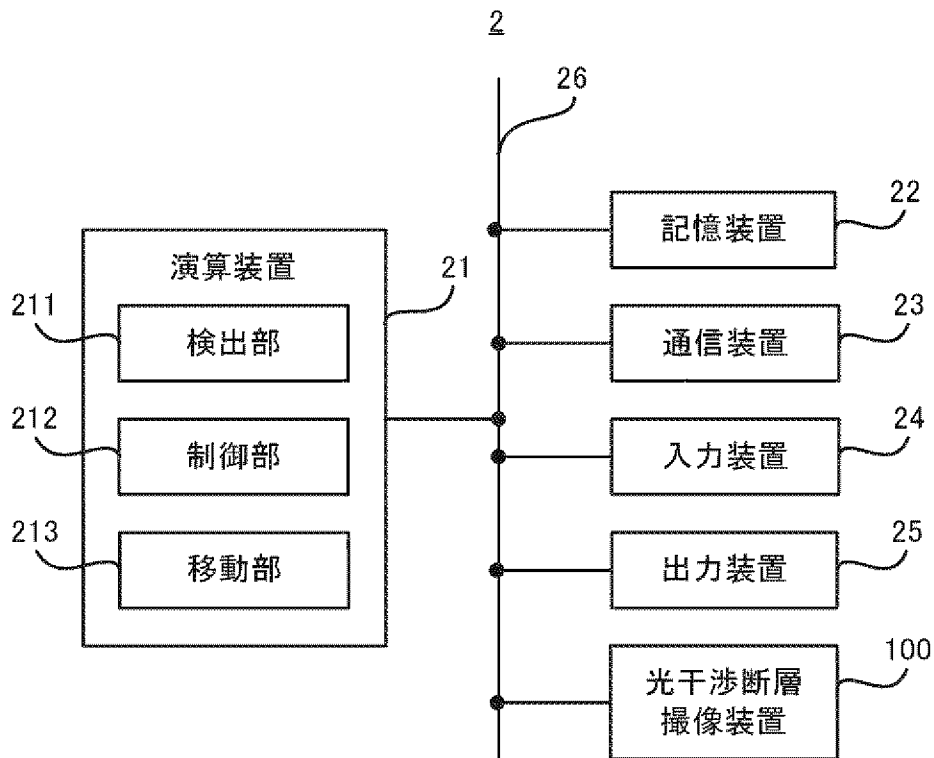 2
26
演算装置
21
211
検出部
212
制御部
213
移動部
記憶装置
22
通信装置
23
入力装置
24
出力装置
25
光干渉断層
撮像装置
100